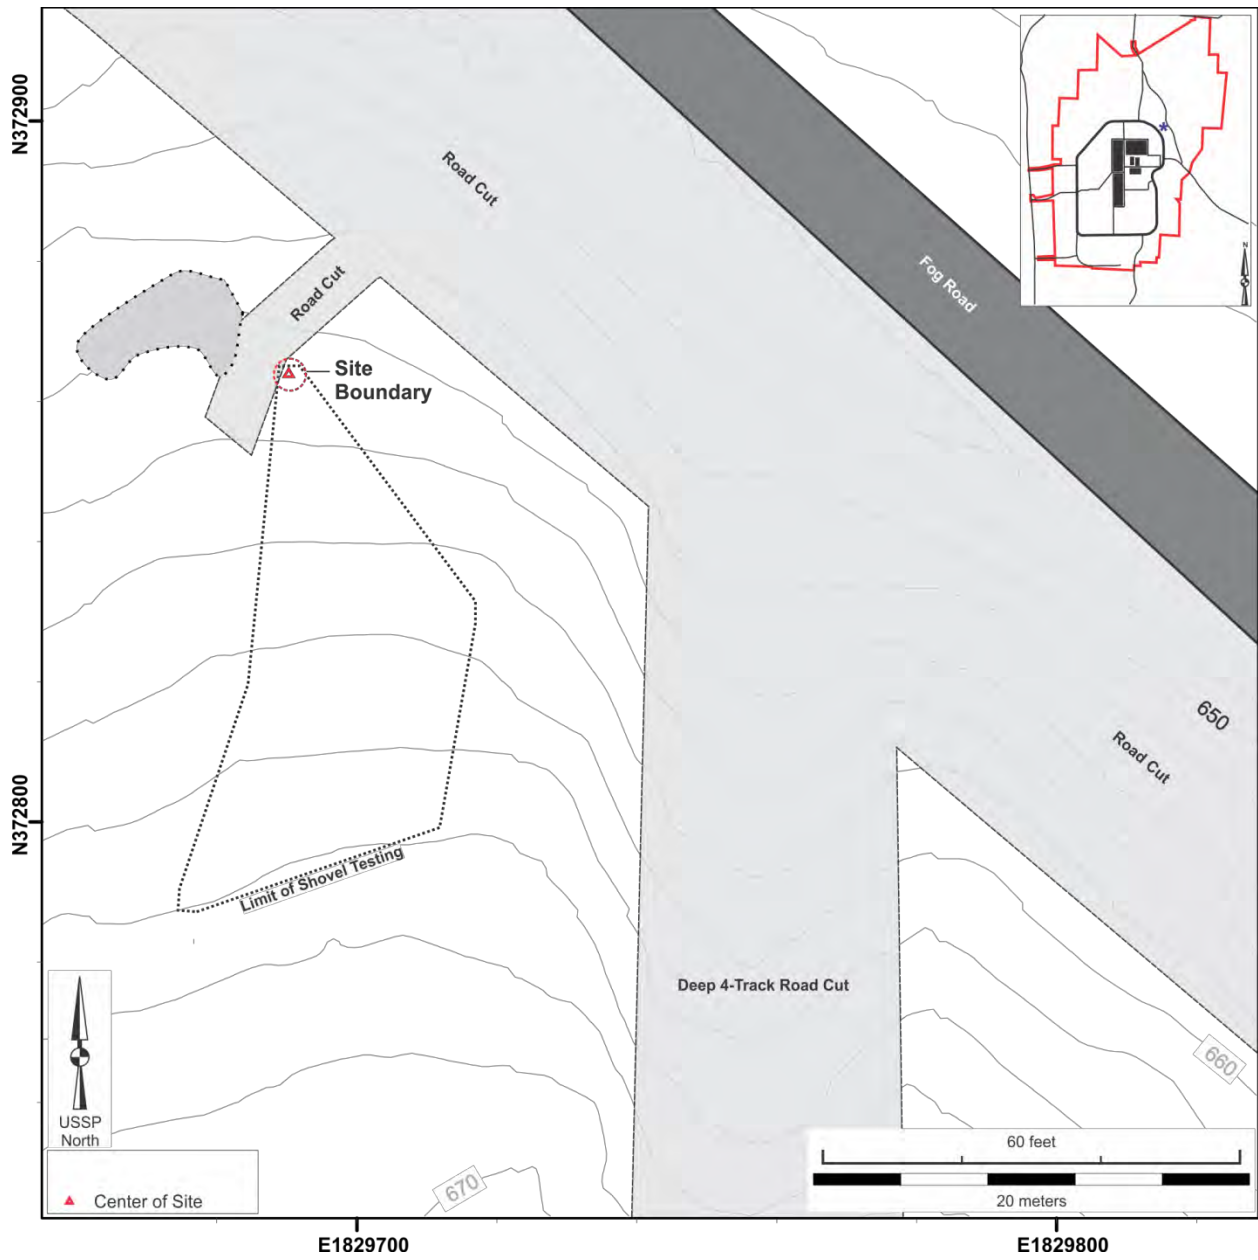 N372900
Road Cut
Fog Road
N
Road Cut
Site
Boundary
650
Road Cut
N372800
Limit of Shovel Testing
Deep 4-Track Road Cut
660
USSP
North
60 feet
20 meters
670
Center of Site
E1829700
E1829800